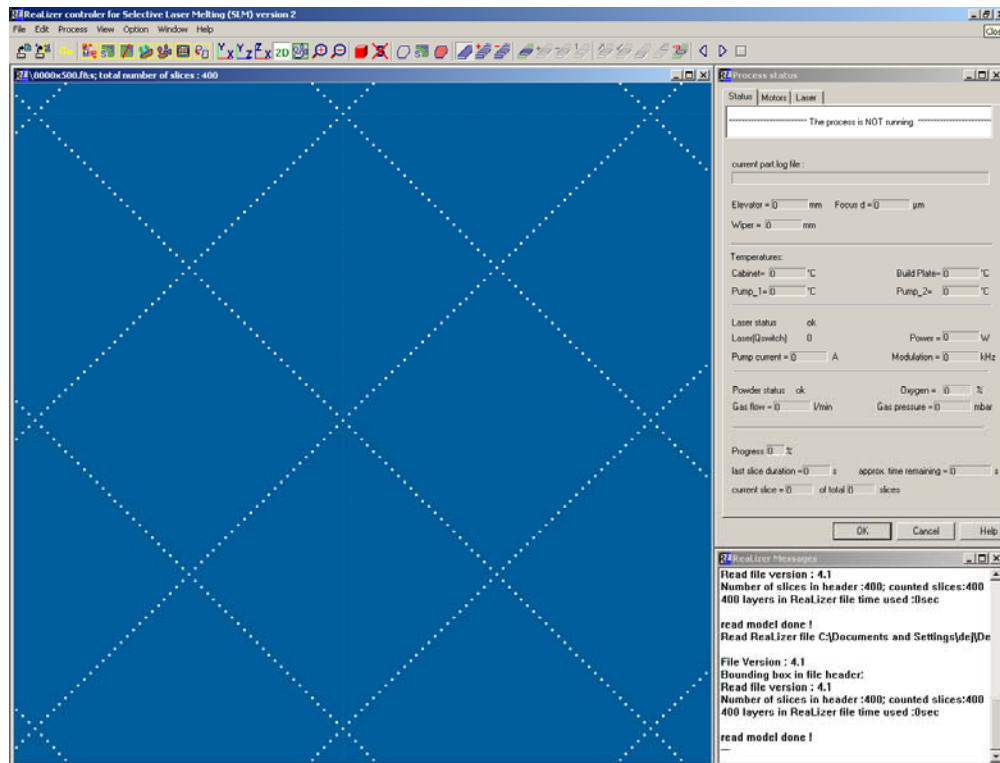 ReaLizer controler for Selective Laser Melting (SLM) version 2
File Edit Process View Option Window Help
Clos
2D
\0000x500.f&s; total number of slices : 400
Process status
Status Motors Laser
The process is NOT running
current part.log file :
Elevator = 0 mm Focus d = 0 µm
Wiper = 0 mm
Temperatures:
Cabinet= 0 °C Build Plate= 0 °C
Pump_1= 0 °C Pump_2= 0 °C
Laser status ok
Laser(Qswitch) 0 Power = 0 W
Pump current = 0 A Modulation = 0 kHz
Powder status ok Oxygen = 0 %
Gas flow = 0 l/min Gas pressure = 0 mbar
Progress 0 %
last slice duration = 0 s approx. time remaining = 0 s
current slice = 0 of total 0 slices
OK Cancel Help
ReaLizer Messages
Read file version : 4.1
Number of slices in header :400; counted slices:400
400 layers in ReaLizer file time used :0sec
read model done !
Read ReaLizer file C:\Documents and Settings\dej\De
File Version : 4.1
Bounding box in file header:
Read file version : 4.1
Number of slices in header :400; counted slices:400
400 layers in ReaLizer file time used :0sec
read model done !